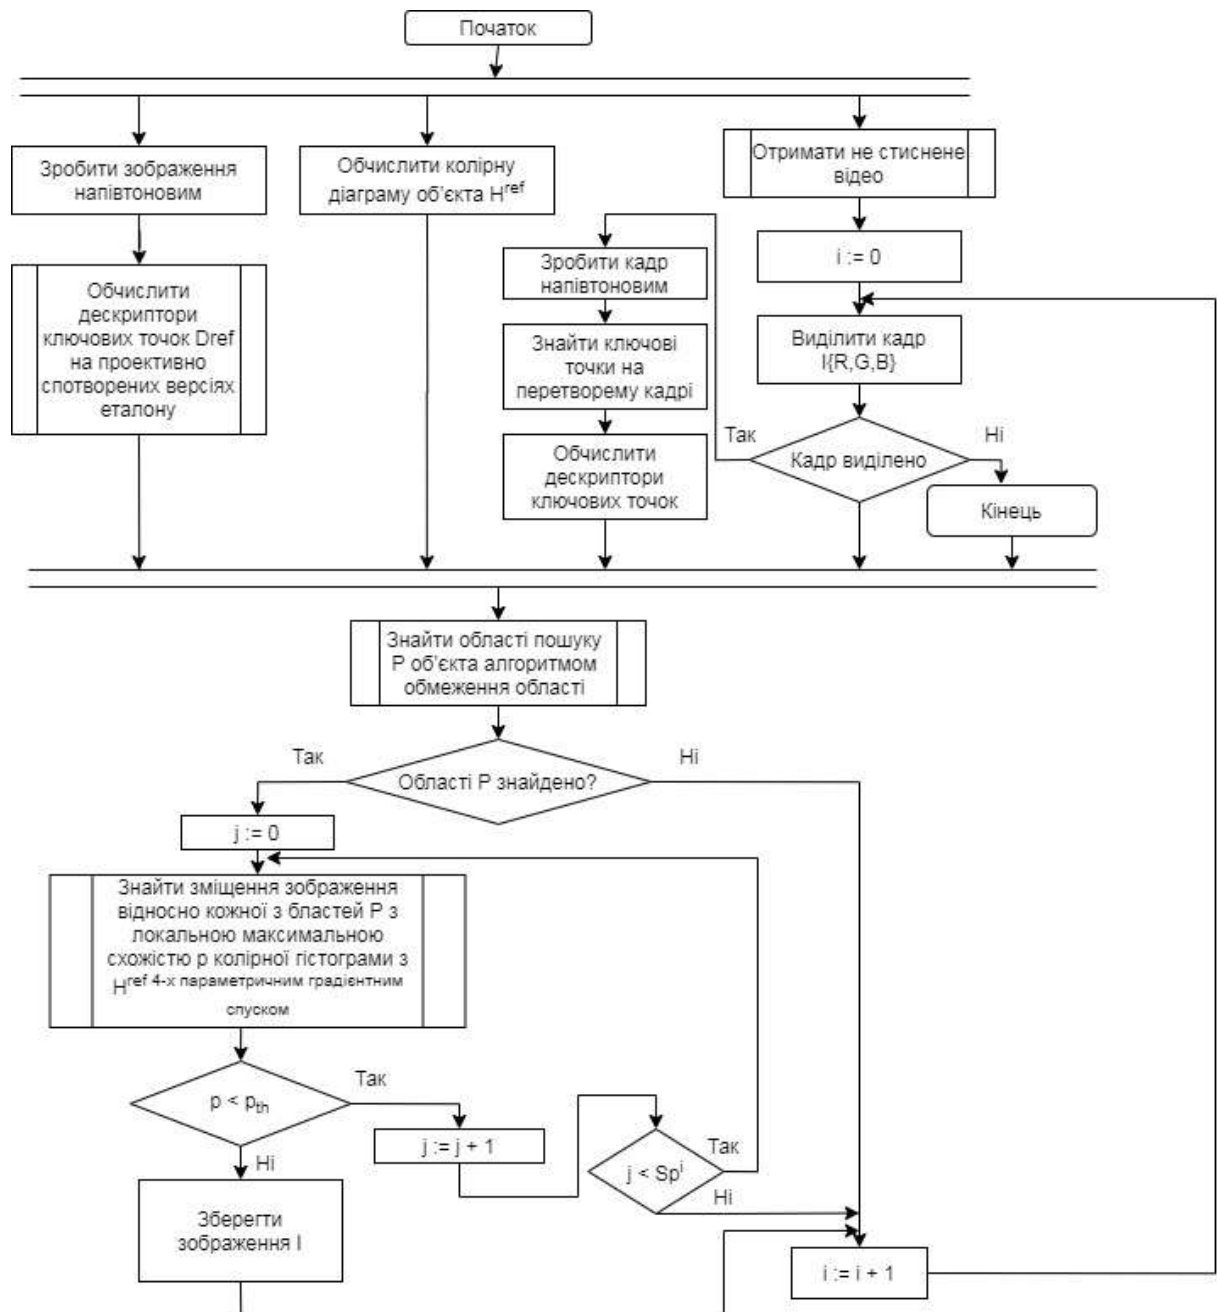 Початок
Зробити зображення
напівтоновим
Обчислити колірну
діаграму об'єкта H^ref
Отримати не стиснене
відео
i := 0
Зробити кадр
напівтоновим
Обчислити
дескриптори
ключових точок Dref
на проективно
спотворених версіях
еталону
Знайти ключові
точки на
перетворему кадрі
Виділити кадр
I{R,G,B}
Так
Ні
Кадр виділено
Обчислити
дескриптори
ключових точок
Кінець
Знайти області пошуку
Р об'єкта алгоритмом
обмеження області
Так
Ні
Області Р знайдено?
j := 0
Знайти зміщення зображення
відносно кожної з бластей Р з
локальною максимальною
схожістю р колірної гістограми з
H^ref 4-х параметричним градієнтним
спуском
Так
p < p_th
j := j + 1
Так
j < Sp^i
Ні
Ні
Зберегти
зображення I
i := i + 1